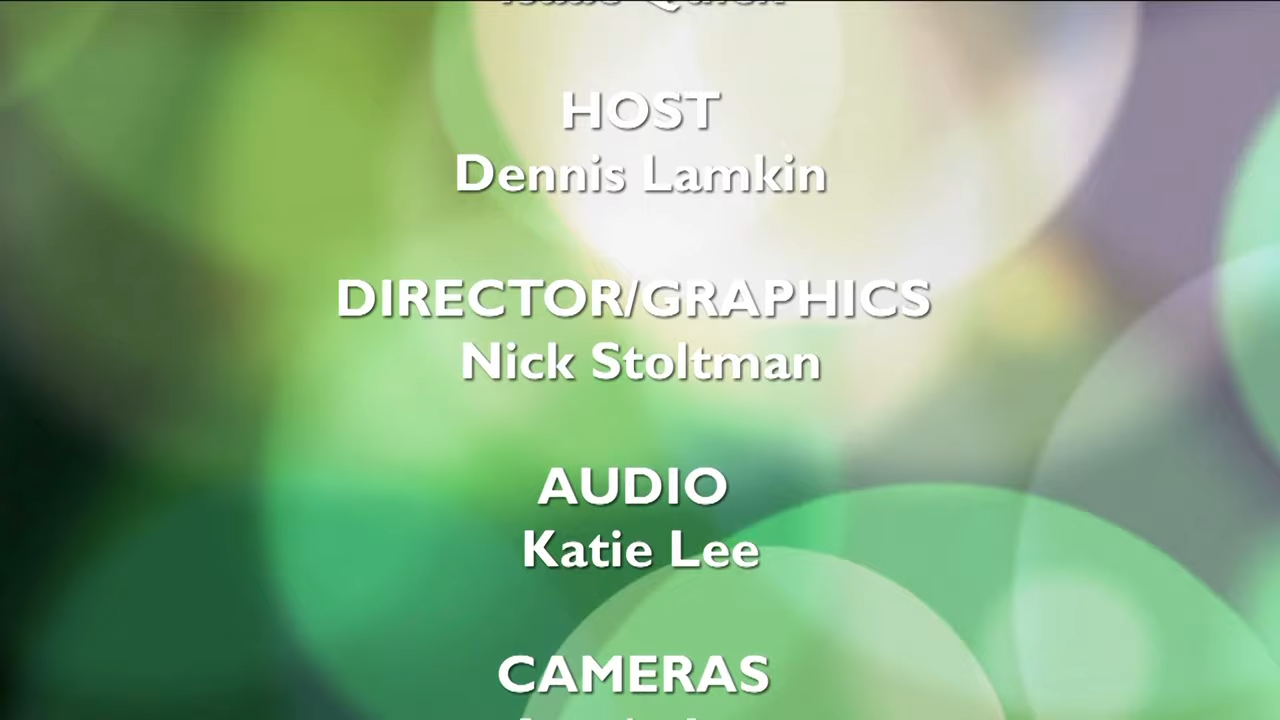 HOST
Dennis Lamkin
DIRECTOR/GRAPHICS
Nick Stoltman
AUDIO
Katie Lee
CAMERAS